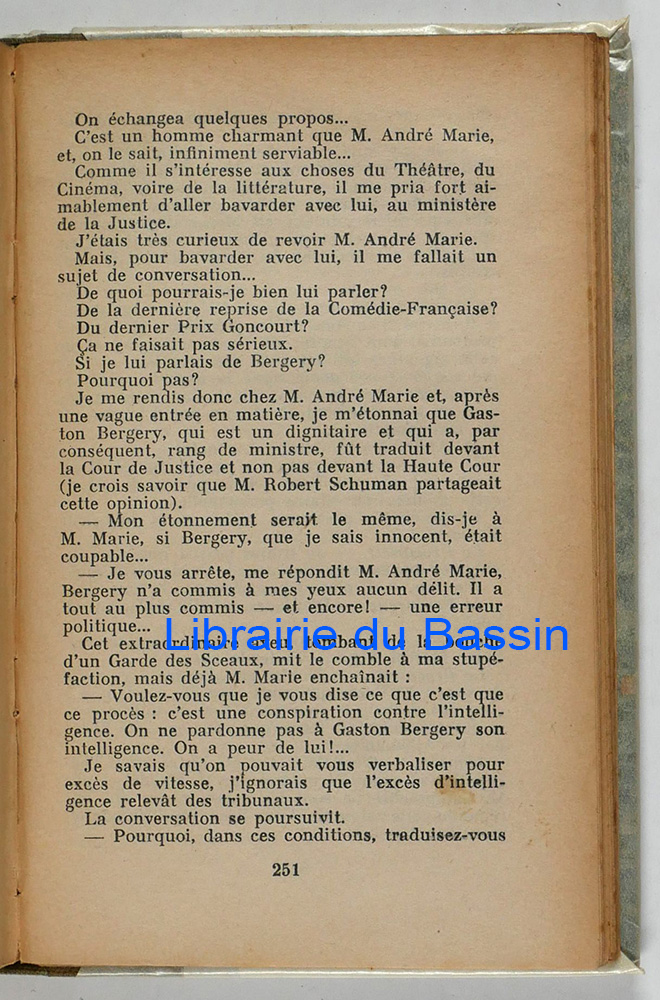 On échangea quelques propos...
C'est un homme charmant que M. André Marie,
et, on le sait, infiniment serviable...
Comme il s'intéresse aux choses du Théâtre, du
Cinéma, voire de la littérature, il me pria fort ai-
mablement d'aller bavarder avec lui, au ministère
de la Justice.
J'étais très curieux de revoir M. André Marie.
Mais, pour bavarder avec lui, il me fallait un
sujet de conversation...
De quoi pourrais-je bien lui parler?
De la dernière reprise de la Comédie-Française?
Du dernier Prix Goncourt?
Ça ne faisait pas sérieux.
Si je lui parlais de Bergery?
Pourquoi pas?
Je me rendis donc chez M. André Marie et, après
une vague entrée en matière, je m'étonnai que Gas-
ton Bergery, qui est un dignitaire et qui a, par
conséquent, rang de ministre, fût traduit devant
la Cour de Justice et non pas devant la Haute Cour
(je crois savoir que M. Robert Schuman partageait
cette opinion).
— Mon étonnement serait le même, dis-je à
M. Marie, si Bergery, que je sais innocent, était
coupable...
— Je vous arrête, me répondit M. André Marie,
Bergery n'a commis à mes yeux aucun délit. Il a
tout au plus commis — et encore! — une erreur
politique...
Librairie du Bassin
Cet extraordinaire aveu, tombant de la bouche
d'un Garde des Sceaux, mit le comble à ma stupé-
faction, mais déjà M. Marie enchaînait :
— Voulez-vous que je vous dise ce que c'est que
ce procès : c'est une conspiration contre l'intelli-
gence. On ne pardonne pas à Gaston Bergery son
intelligence. On a peur de lui!...
Je savais qu'on pouvait vous verbaliser pour
excès de vitesse, j'ignorais que l'excès d'intelli-
gence relevât des tribunaux.
La conversation se poursuivit.
— Pourquoi, dans ces conditions, traduisez-vous
251